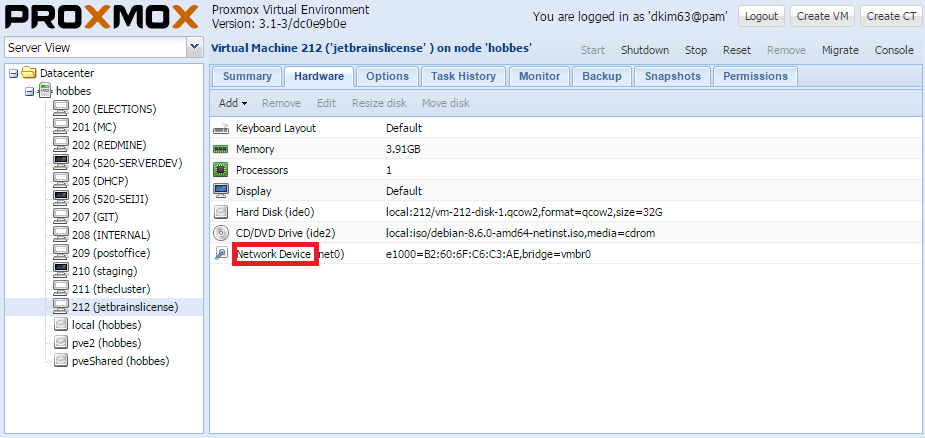 PROXMOX
Proxmox Virtual Environment
Version: 3.1-3/dc0e9b0e
You are logged in as 'dkim63@pam'
Logout
Create VM
Create CT
Server View
Datacenter
hobbes
200 (ELECTIONS)
201 (MC)
202 (REDMINE)
204 (520-SERVERDEV)
205 (DHCP)
206 (520-SEIJI)
207 (GIT)
208 (INTERNAL)
209 (postoffice)
210 (staging)
211 (thecluster)
212 (jetbrainslicense)
local (hobbes)
pve2 (hobbes)
pveShared (hobbes)
Virtual Machine 212 ('jetbrainslicense' ) on node 'hobbes'
Start Shutdown Stop Reset Remove Migrate Console
Summary Hardware Options Task History Monitor Backup Snapshots Permissions
Add Remove Edit Resize disk Move disk
Keyboard Layout Default
Memory 3.91GB
Processors 1
Display Default
Hard Disk (ide0) local:212/vm-212-disk-1.qcow2,format=qcow2,size=32G
CD/DVD Drive (ide2) local:iso/debian-8.6.0-amd64-netinst.iso,media=cdrom
Network Device net0) e1000=B2:60:6F:C6:C3:AE,bridge=vmbr0